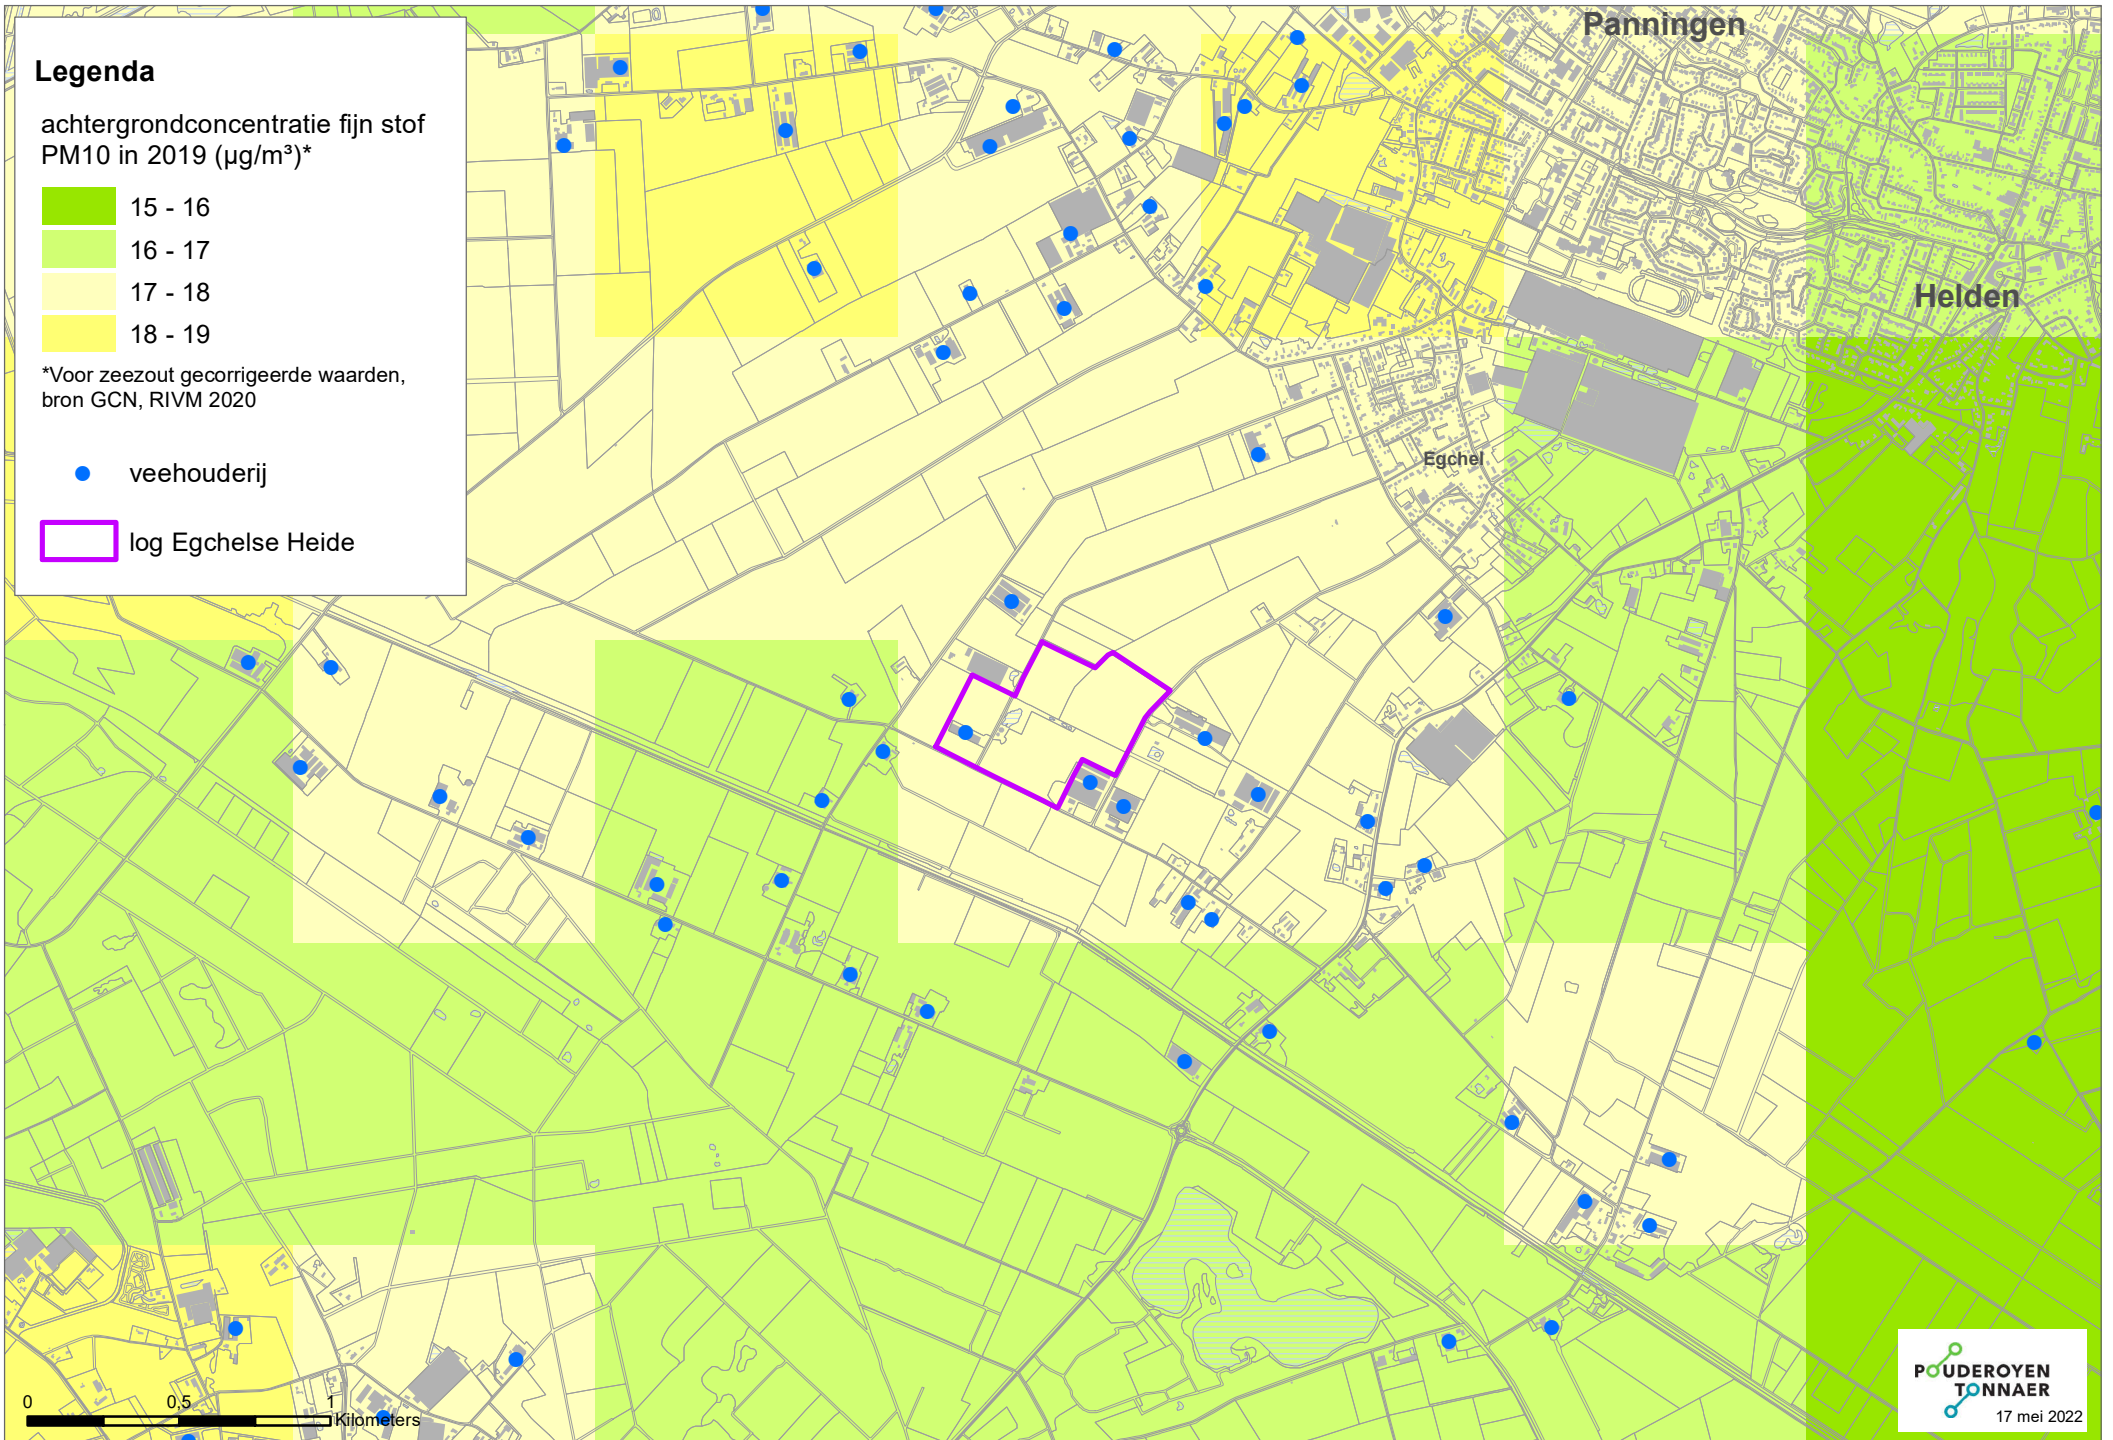 Legenda
achtergrondconcentratie fijn stof
PM10 in 2019 (µg/m³)*
15 - 16
16 - 17
17 - 18
18 - 19
*Voor zeezout gecorrigeerde waarden,
bron GCN, RIVM 2020
veehouderij
log Egchelse Heide
Panningen
Helden
Egchel
0 0,5 1
Kilometers
POUDEROYEN
TONNAER
17 mei 2022